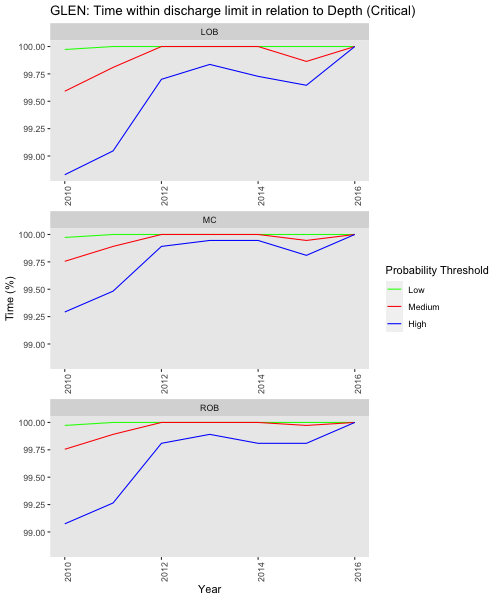 GLEN: Time within discharge limit in relation to Depth (Critical)
LOB
100.00
99.75
99.50
99.25
99.00
2010
2012
2014
2016
MC
100.00
99.75
99.50
99.25
99.00
2010
2012
2014
2016
ROB
100.00
99.75
99.50
99.25
99.00
2010
2012
2014
2016
Time (%)
Year
Probability Threshold
Low
Medium
High